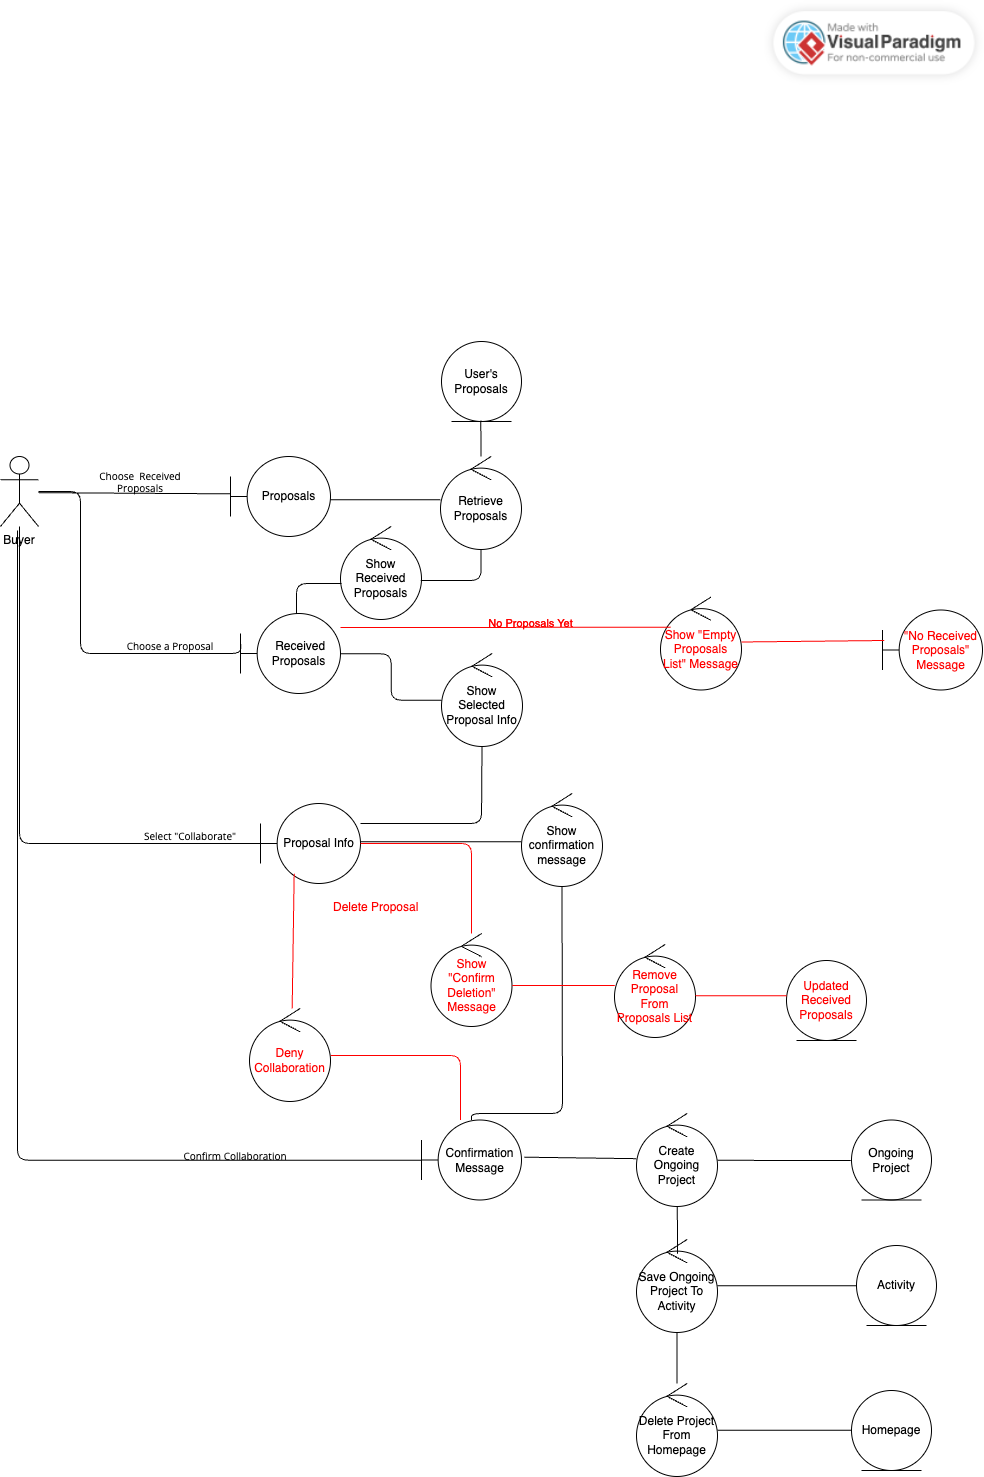 Made with
VisualParadigm
For non-commercial use
User's
Proposals
Choose Received
Proposals
Proposals
Retrieve
Proposals
Buyer
Show
Received
Proposals
No Proposals Yet
Show "Empty
Proposals
List" Message
"No Received
Proposals"
Message
Choose a Proposal
Received
Proposals
Show
Selected
Proposal Info
Select "Collaborate"
Proposal Info
Show
confirmation
message
Delete Proposal
Show
"Confirm
Deletion"
Message
Remove
Proposal
From
Proposals List
Updated
Received
Proposals
Deny
Collaboration
Confirm Collaboration
Confirmation
Message
Create
Ongoing
Project
Ongoing
Project
Save Ongoing
Project To
Activity
Activity
Delete Project
From
Homepage
Homepage